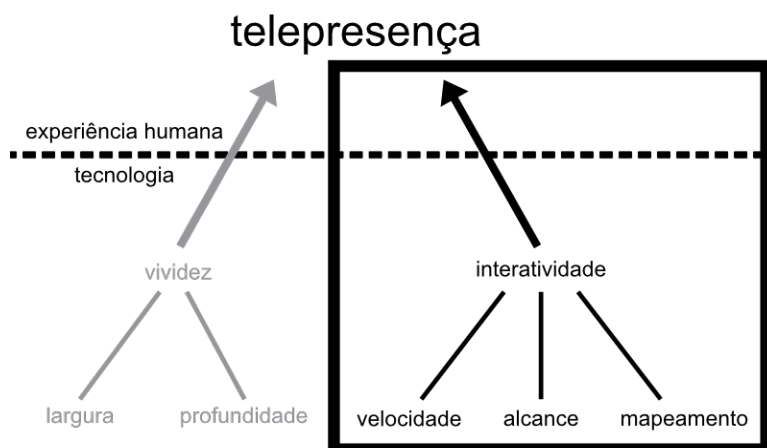 telepresença
experiência humana
tecnologia
vividez
interatividade
largura
profundidade
velocidade
alcance
mapeamento